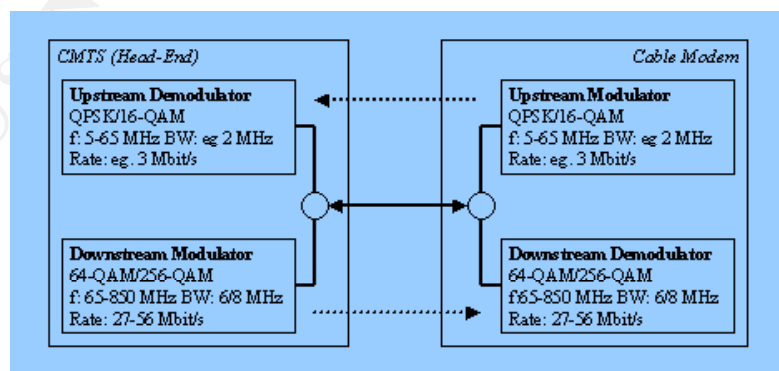 CMTS (Head-End)
Upstream Demodulator
QPSK/16-QAM
f: 5-65 MHz BW: eg 2 MHz
Rate: eg. 3 Mbit/s
Downstream Modulator
64-QAM/256-QAM
f: 65-850 MHz BW: 6/8 MHz
Rate: 27-56 Mbit/s
Cable Modem
Upstream Modulator
QPSK/16-QAM
f: 5-65 MHz BW: eg 2 MHz
Rate: eg. 3 Mbit/s
Downstream Demodulator
64-QAM/256-QAM
f:65-850 MHz BW: 6/8 MHz
Rate: 27-56 Mbit/s